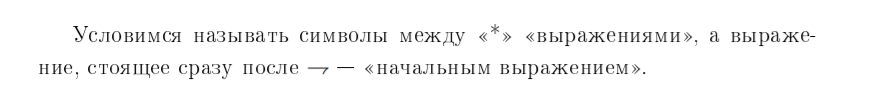 Условимся называть символы между «*» «выражениями», а выраже-
ние, стоящее сразу после → — «начальным выражением».